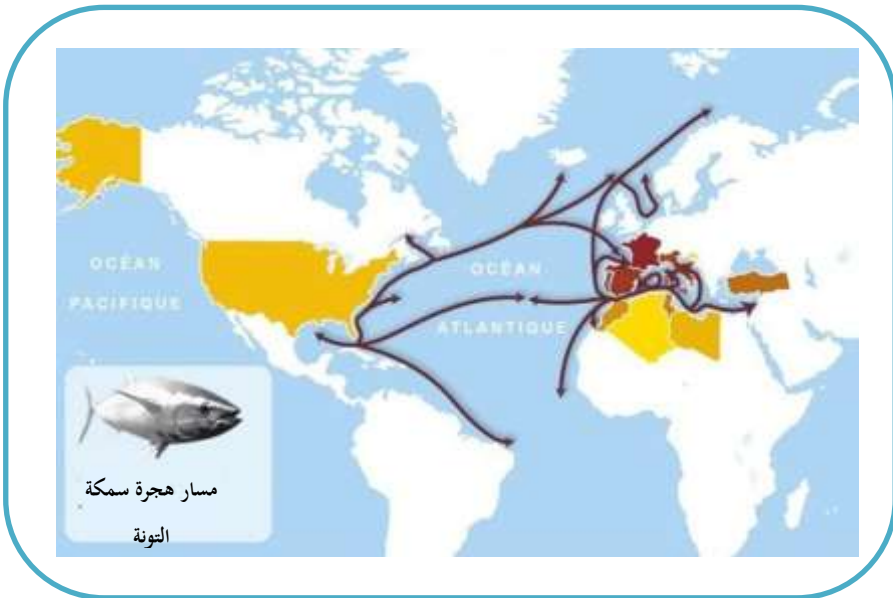 OCÉAN
PACIFIQUE
OCÉAN
ATLANTIQUE
مسار هجرة سمكة
التونة